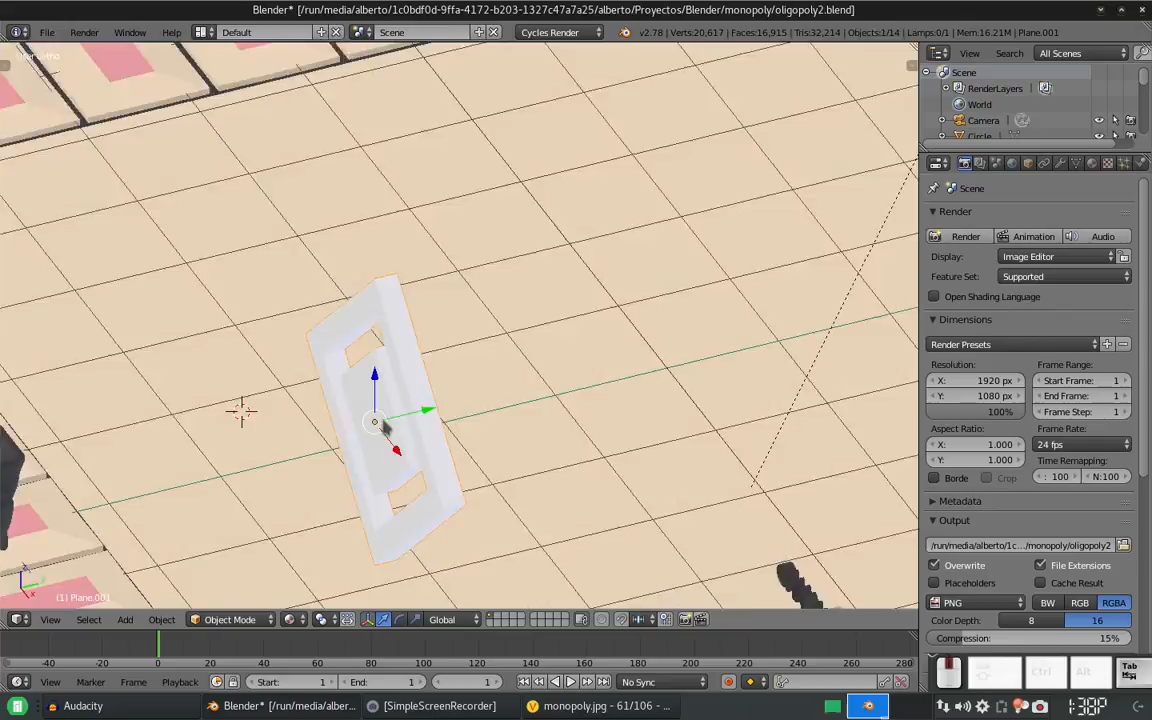 Blender* [/run/media/alberto/1c0bdf0d-9ffa-4172-b203-1327c47a7a25/alberto/Proyectos/Blender/monopoly/oligopoly2.blend]
File Render Window Help Default Scene Cycles Render v2.78 | Verts:20,617 | Faces:16,915 | Tris:32,214 | Objects:1/14 | Mem:16.21M | Plane.001
View Search All Scenes
Scene
RenderLayers
World
Camera
Circle
Scene
Render
Render Animation Audio
Display: Image Editor
Feature Set: Supported
Open Shading Language
Dimensions
Render Presets
Resolution: Frame Range:
X: 1920 px Start Frame: 1
Y: 1080 px End Frame: 1
100% Frame Step: 1
Aspect Ratio: Frame Rate:
X: 1.000 24 fps
Y: 1.000 Time Remapping:
Borde Crop : 100 N:100
Metadata
Output
/run/media/alberto/1c... /monopoly/oligopoly2
Overwrite File Extensions
Placeholders Cache Result
PNG BW RGB RGBA
Color Depth: 8 16
Compression: 15%
(1) Plane.001
View Select Add Object Object Mode Global
-40 -20 0 20 40 60 80 100 120 140 160 180 200 220 240 260 280
View Marker Frame Playback Start: 1 End: 1 1 No Sync
Ctrl Alt Tab
Audacity Blender* [/run/media/alber... [SimpleScreenRecorder] monopoly.jpg - 61/106 - ...